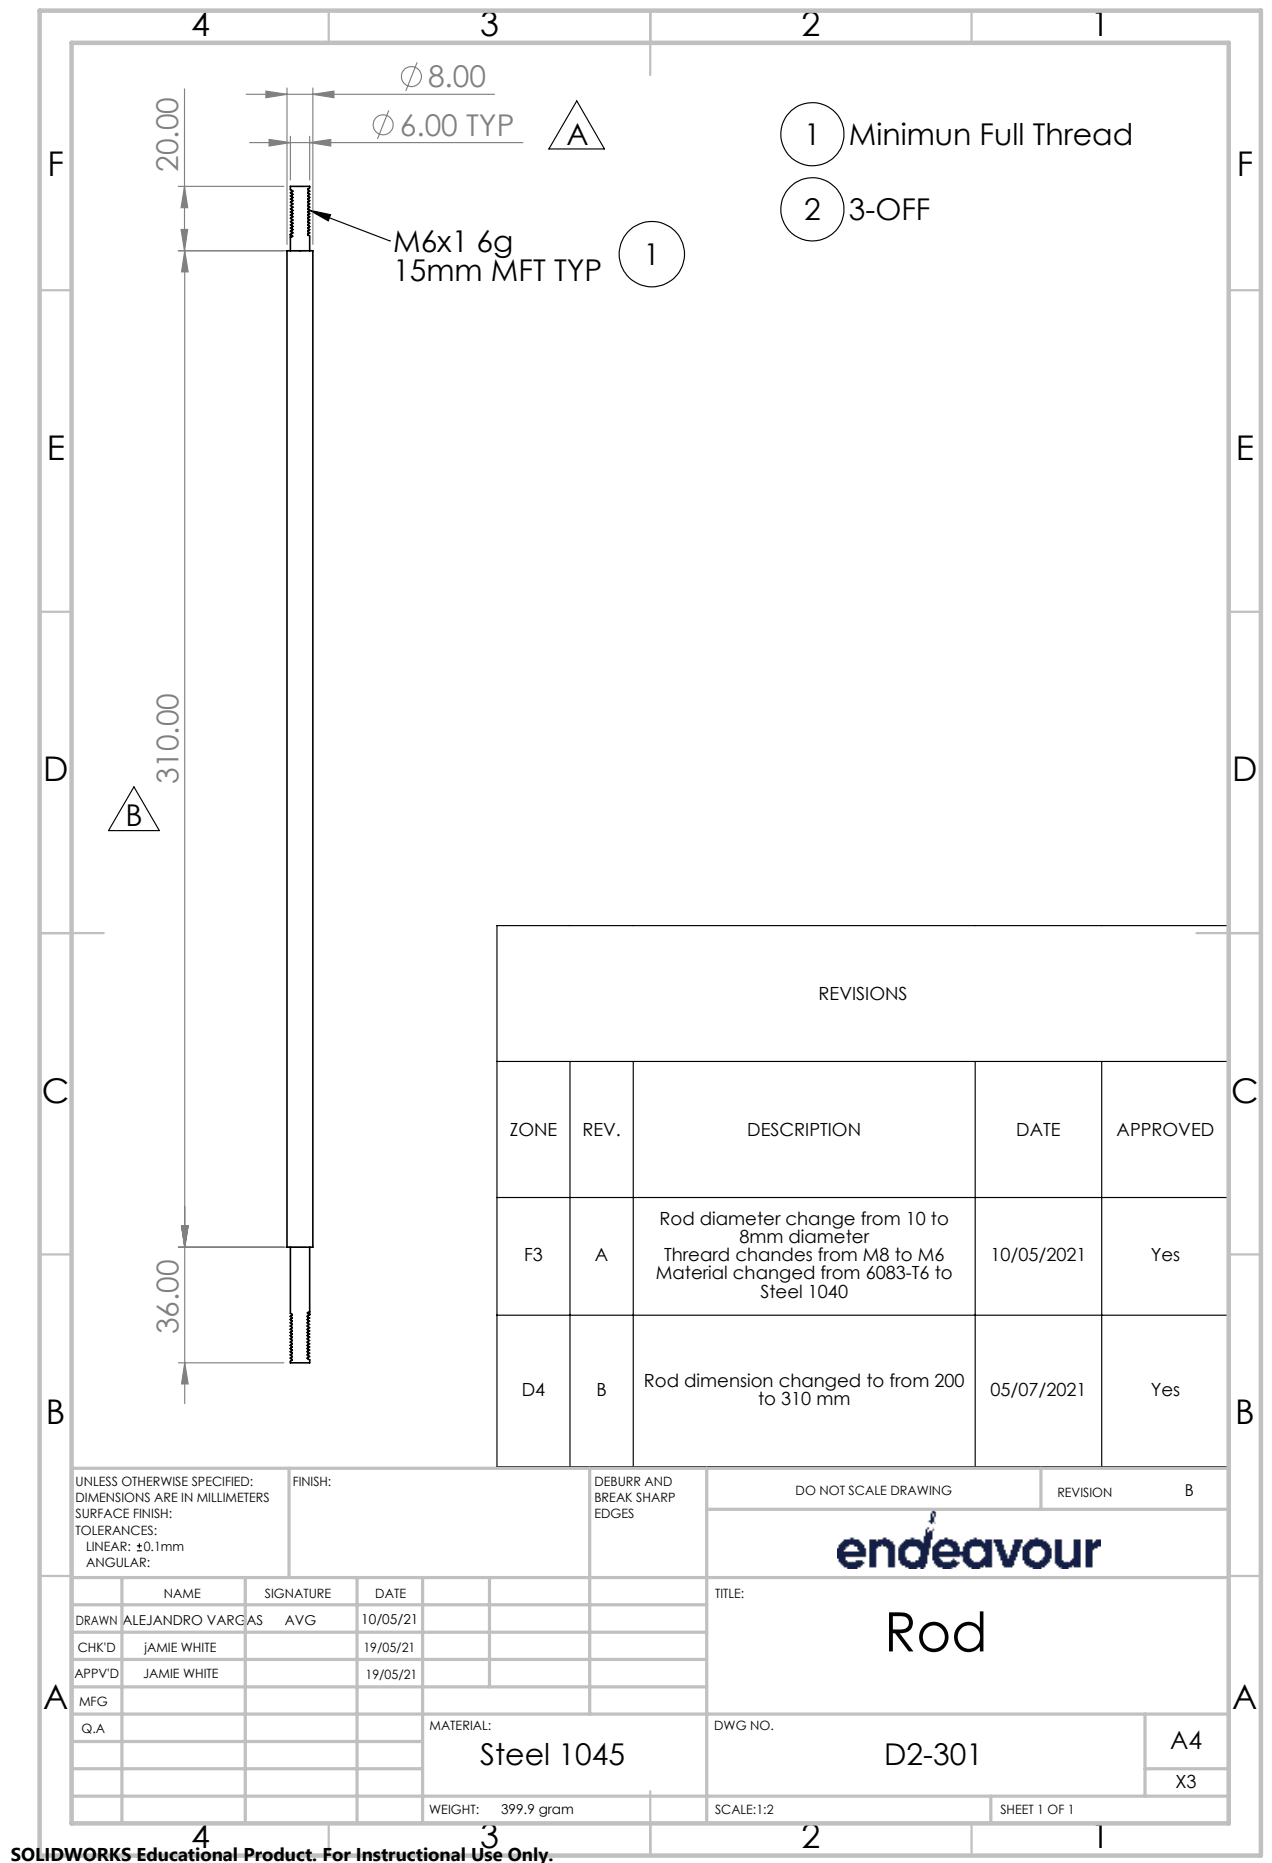 4 3 2 1
F
E
D
C
B
A
F
E
D
C
B
A
∅8.00
∅6.00 TYP
A
20.00
M6x1 6g
15mm MFT TYP
1
1 Minimun Full Thread
2 3-OFF
310.00
B
36.00
REVISIONS
ZONE REV. DESCRIPTION DATE APPROVED
F3 A
Rod diameter change from 10 to
8mm diameter
Threard chandes from M8 to M6
Material changed from 6083-T6 to
Steel 1040
10/05/2021 Yes
D4 B
Rod dimension changed to from 200
to 310 mm
05/07/2021 Yes
UNLESS OTHERWISE SPECIFIED:
DIMENSIONS ARE IN MILLIMETERS
SURFACE FINISH:
TOLERANCES:
LINEAR: ±0.1mm
ANGULAR:
FINISH:
DEBURR AND
BREAK SHARP
EDGES
DO NOT SCALE DRAWING
REVISION B
endeavour
NAME SIGNATURE DATE
DRAWN ALEJANDRO VARGAS AVG 10/05/21
CHK'D jAMIE WHITE 19/05/21
APPV'D JAMIE WHITE 19/05/21
MFG
Q.A
TITLE:
Rod
MATERIAL:
Steel 1045
DWG NO.
D2-301
A4
X3
WEIGHT: 399.9 gram
SCALE:1:2
SHEET 1 OF 1
4 3 2 1
SOLIDWORKS Educational Product. For Instructional Use Only.